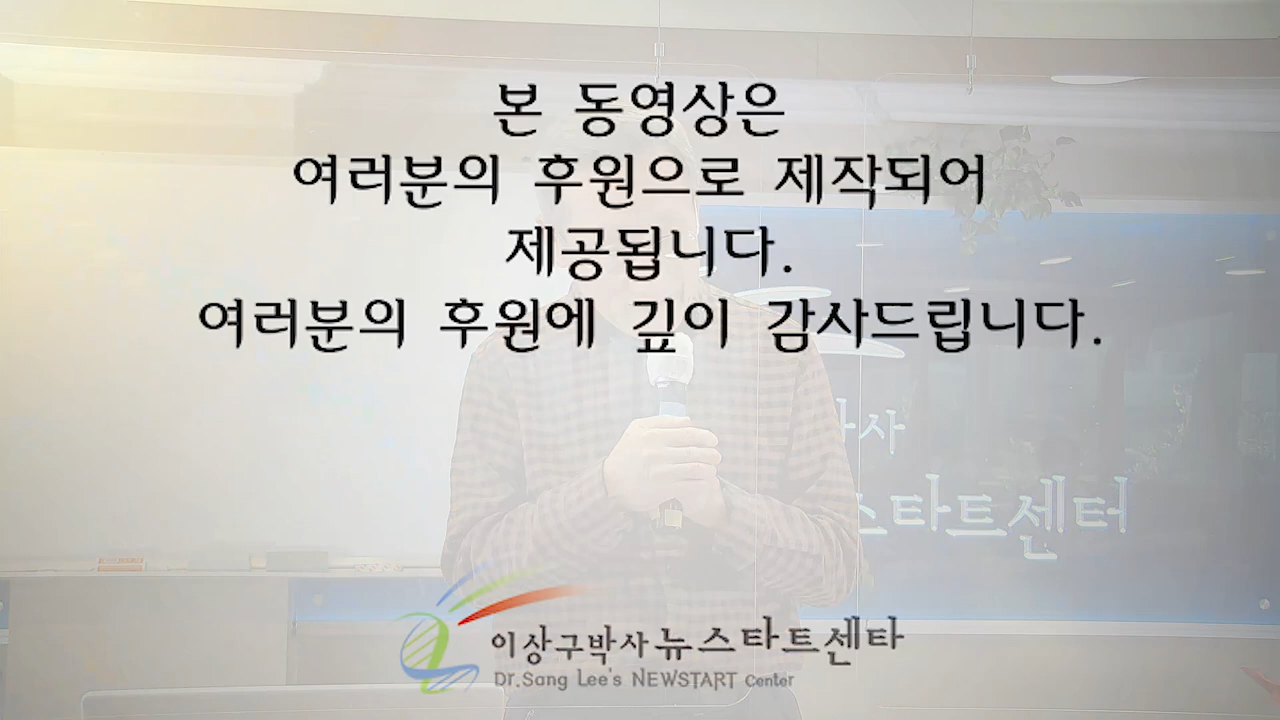 본 동영상은
여러분의 후원으로 제작되어
제공됩니다.
여러분의 후원에 깊이 감사드립니다.
사
스타트센터
이상구박사 뉴스타트센타
Dr.Sang Lee's NEWSTART Center